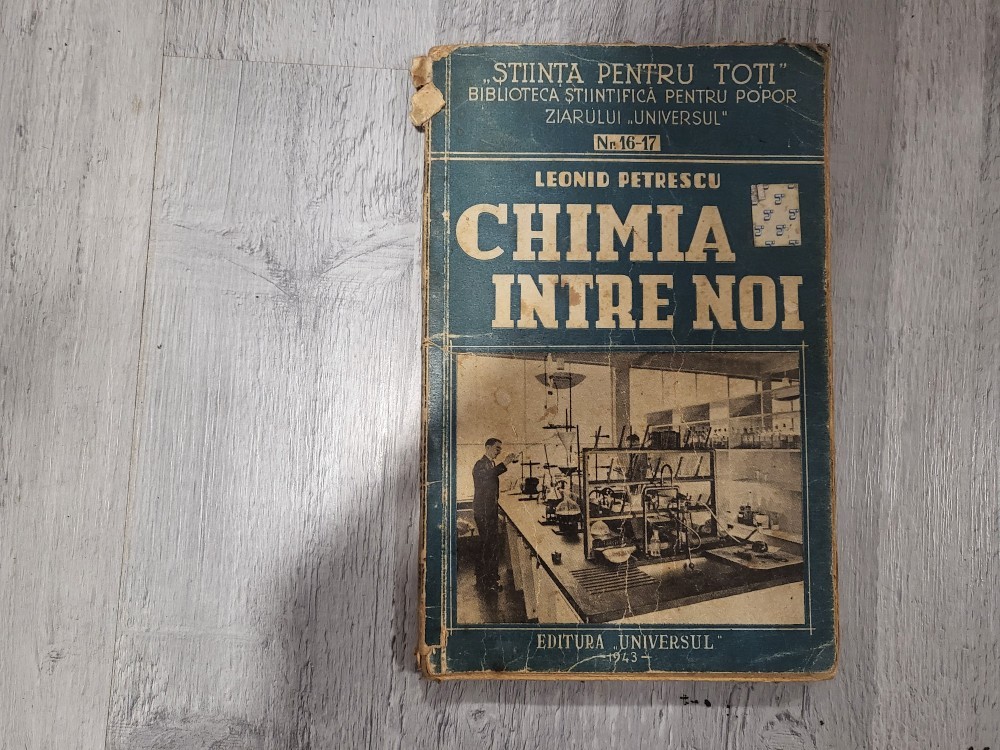 „ȘTIINȚA PENTRU TOȚI"
BIBLIOTECA ȘTIINTIFICĂ PENTRU POPOR
ZIARULUI „UNIVERSUL"
Nr. 16-17
LEONID PETRESCU
CHIMIA
INTRE NOI
EDITURA „UNIVERSUL"
—1943—